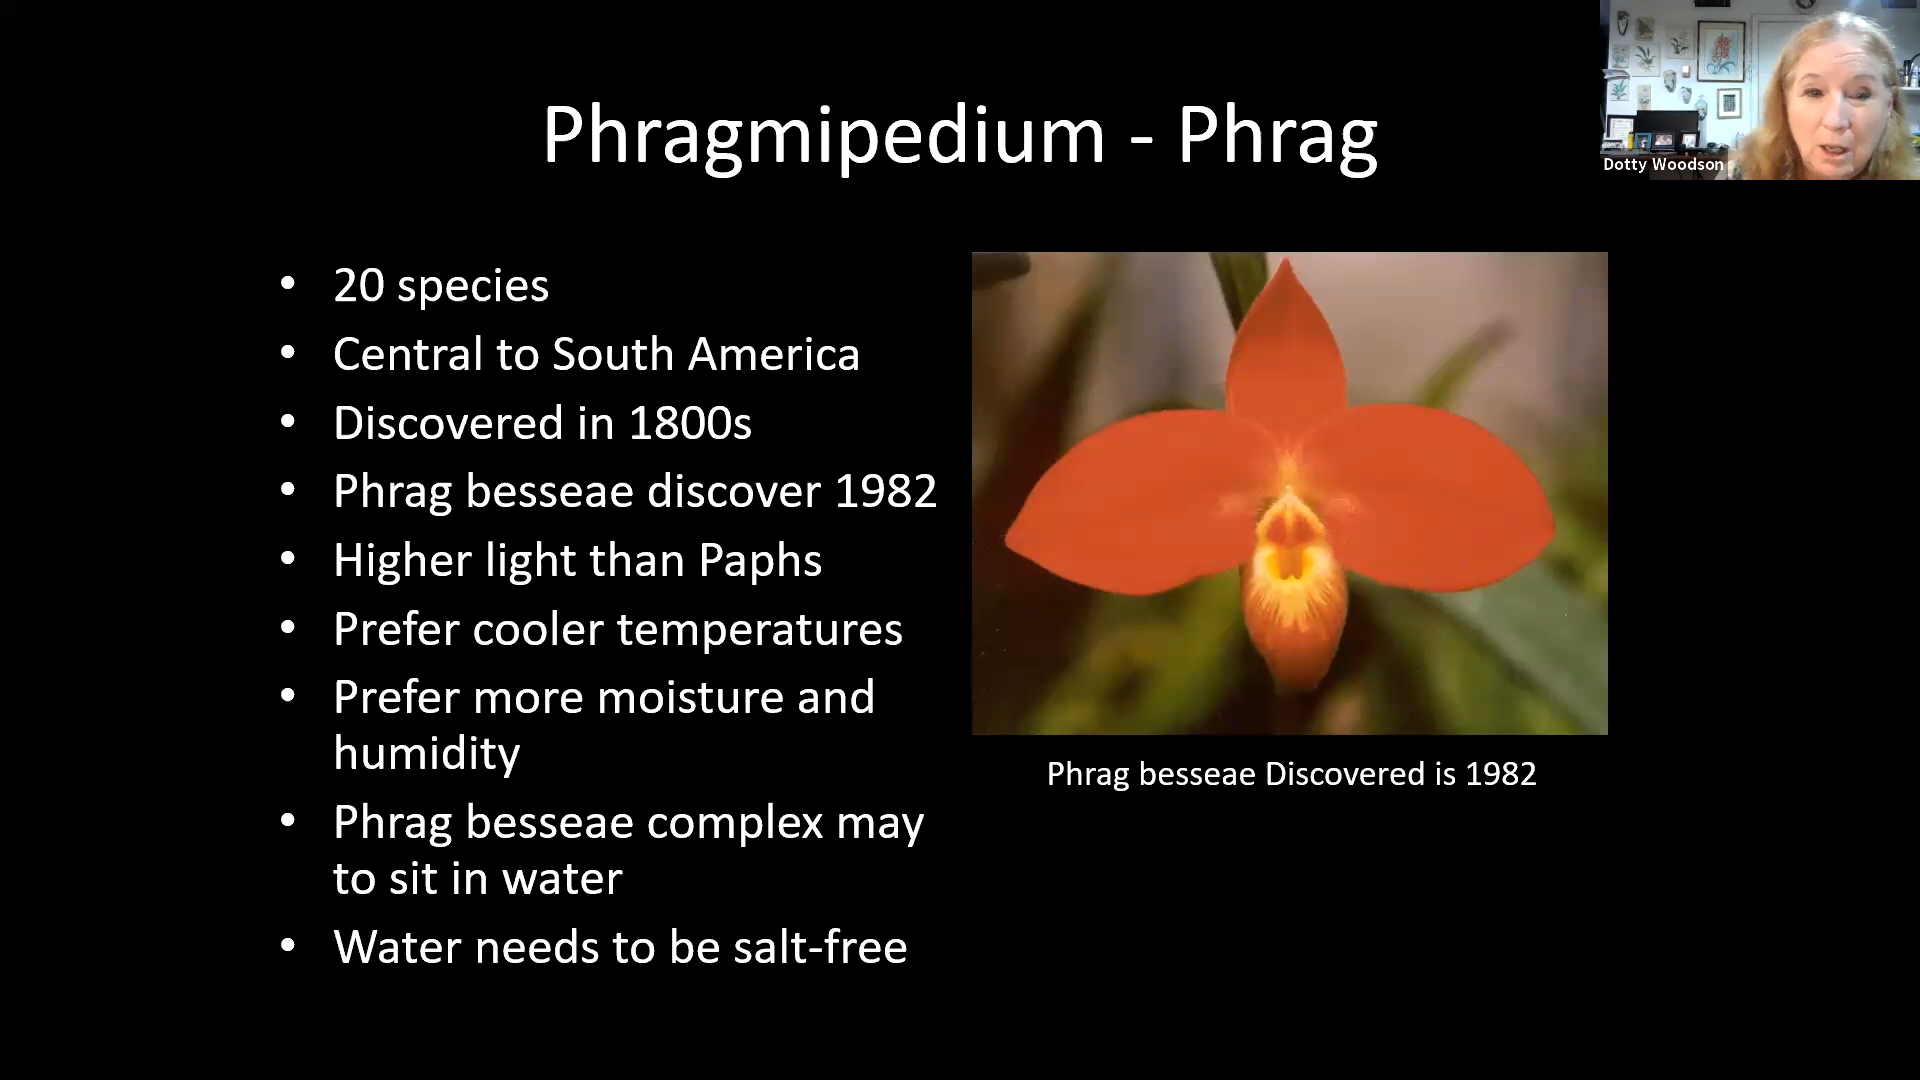 Phragmipedium - Phrag
Dotty Woodson
• 20 species
• Central to South America
• Discovered in 1800s
• Phrag besseae discover 1982
• Higher light than Paphs
• Prefer cooler temperatures
• Prefer more moisture and
humidity
• Phrag besseae complex may
to sit in water
• Water needs to be salt-free
Phrag besseae Discovered is 1982